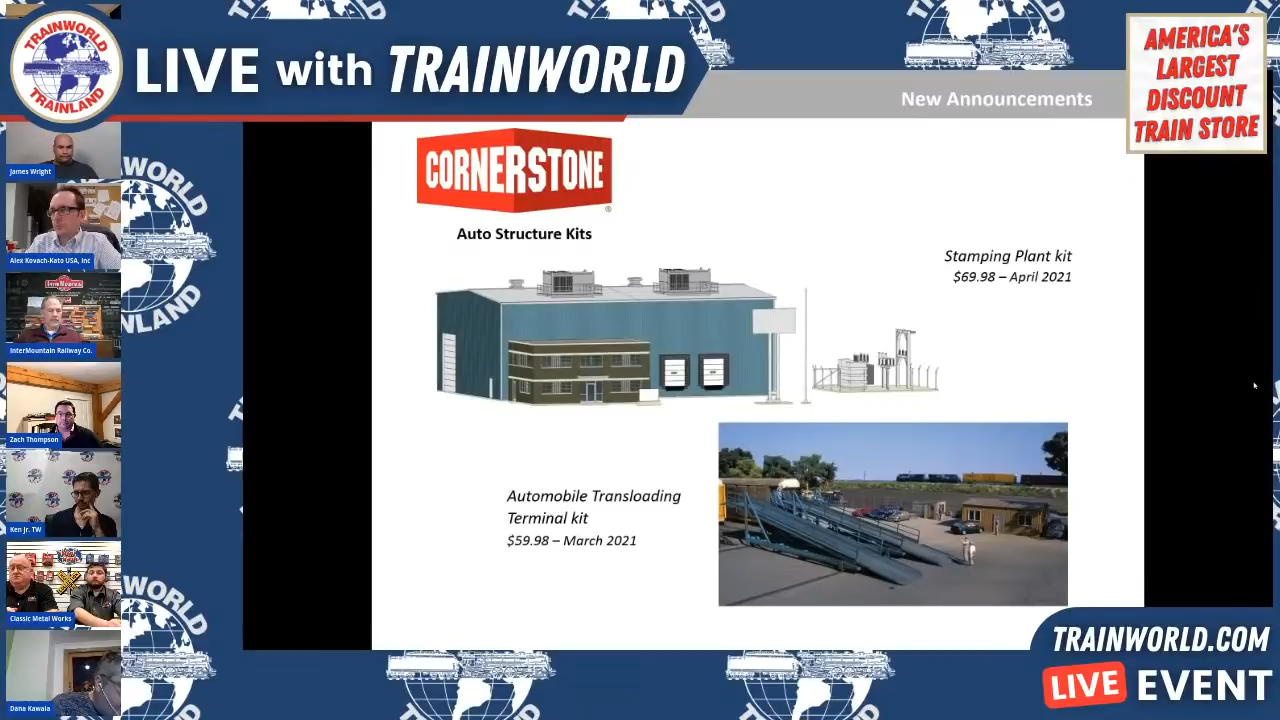 TRAINWORLD
TRAINLAND
LIVE with TRAINWORLD
AMERICA'S
LARGEST
DISCOUNT
TRAIN STORE
New Announcements
CORNERSTONE
®
Auto Structure Kits
Stamping Plant kit
$69.98 – April 2021
Automobile Transloading
Terminal kit
$59.98 – March 2021
James Wright
Alex Kovach-Kato USA, Inc
InterMountain Railway Co.
Zach Thompson
Ken Jr. TW
Classic Metal Works
Dana Kawala
TRAINWORLD.COM
LIVE EVENT